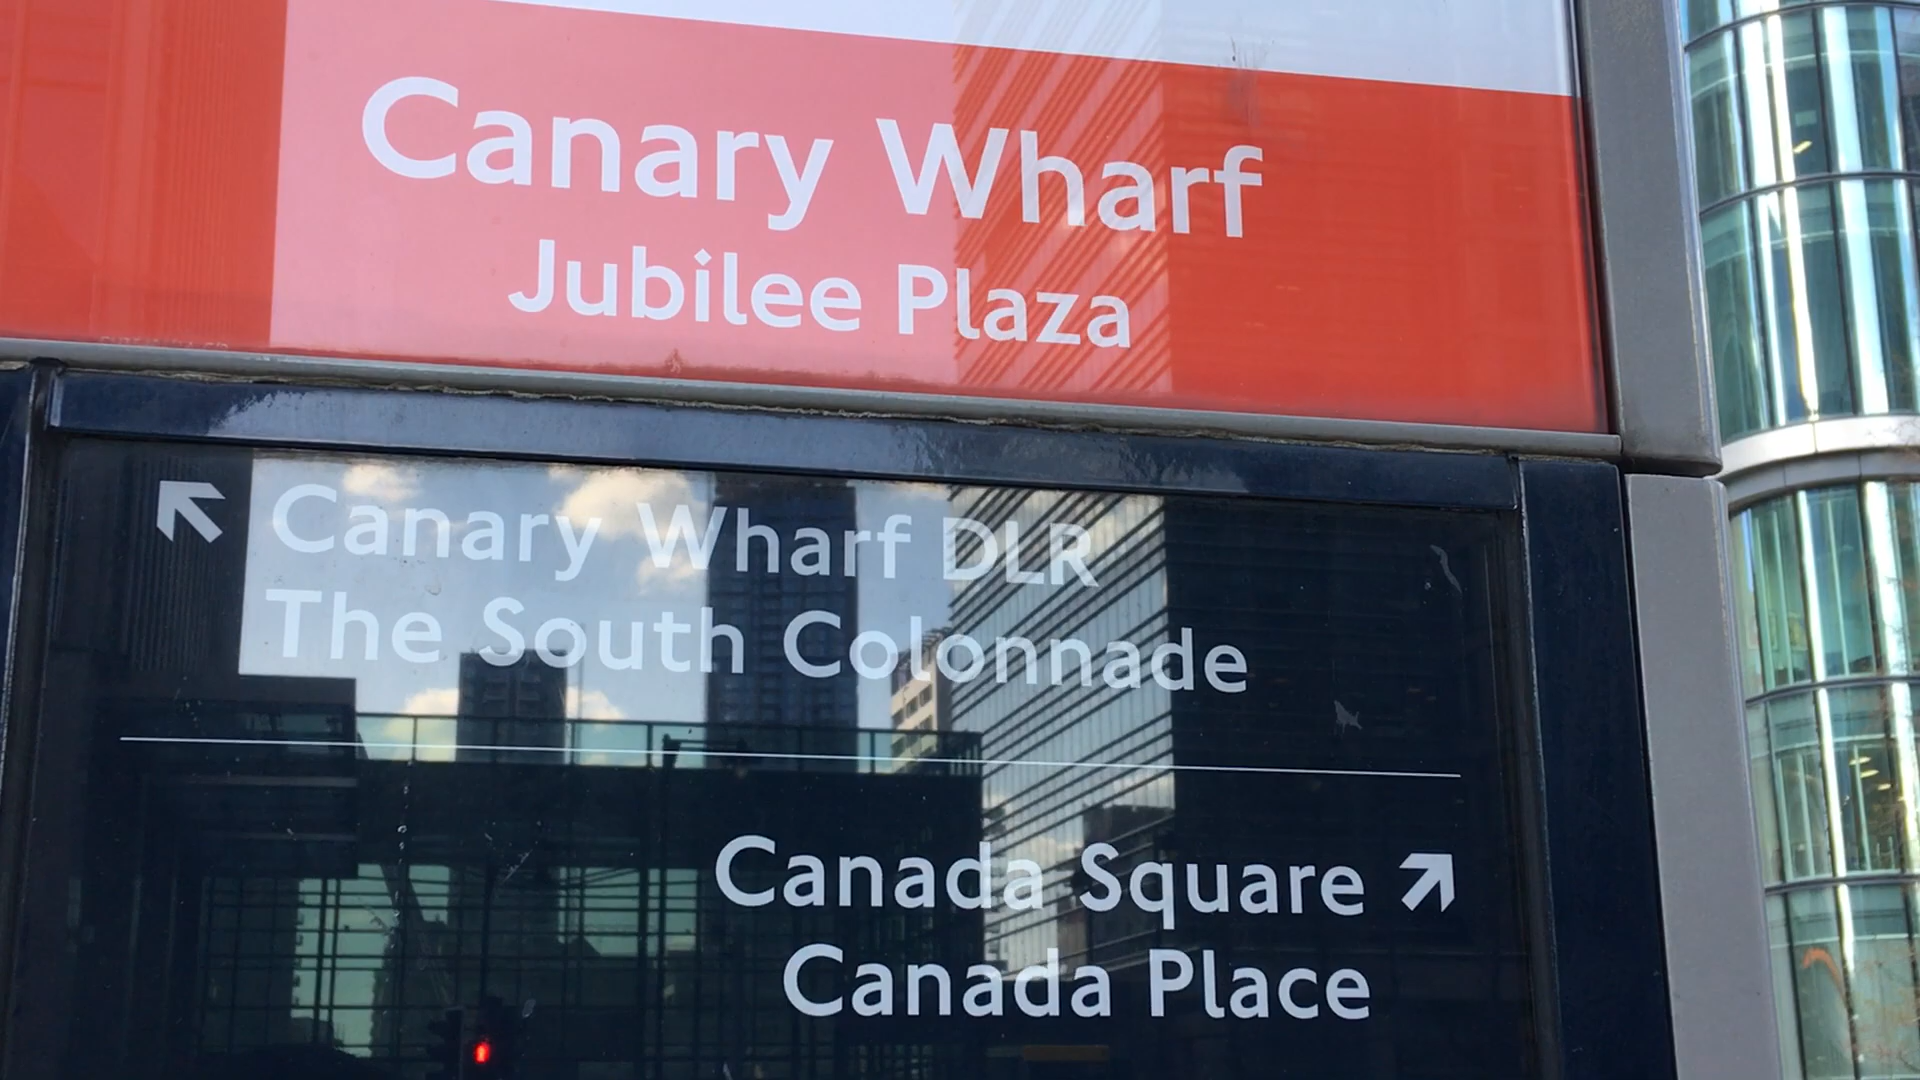 Canary Wharf
Jubilee Plaza
Canary Wharf DLR
The South Colonnade
Canada Square
Canada Place